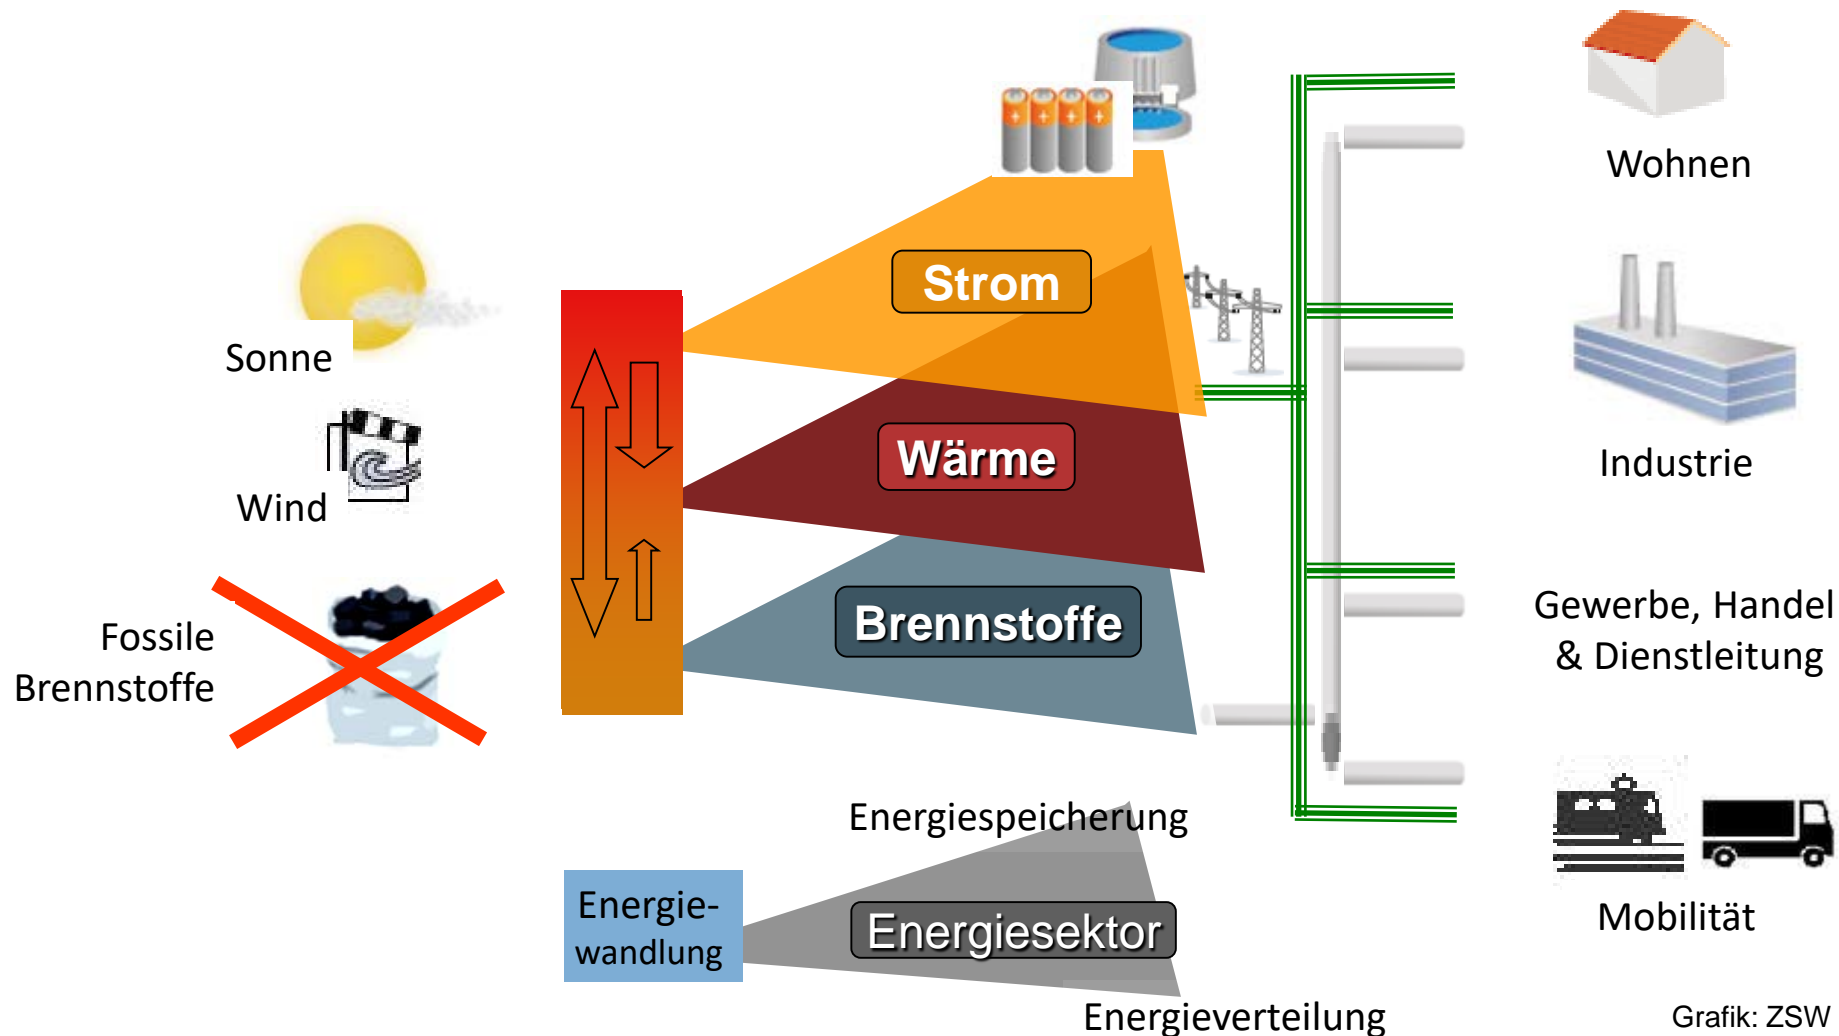 Sonne
Wind
Fossile
Brennstoffe
Strom
Wärme
Brennstoffe
Energiespeicherung
Energie-
wandlung
Energiesektor
Energieverteilung
Wohnen
Industrie
Gewerbe, Handel
& Dienstleitung
Mobilität
Grafik: ZSW